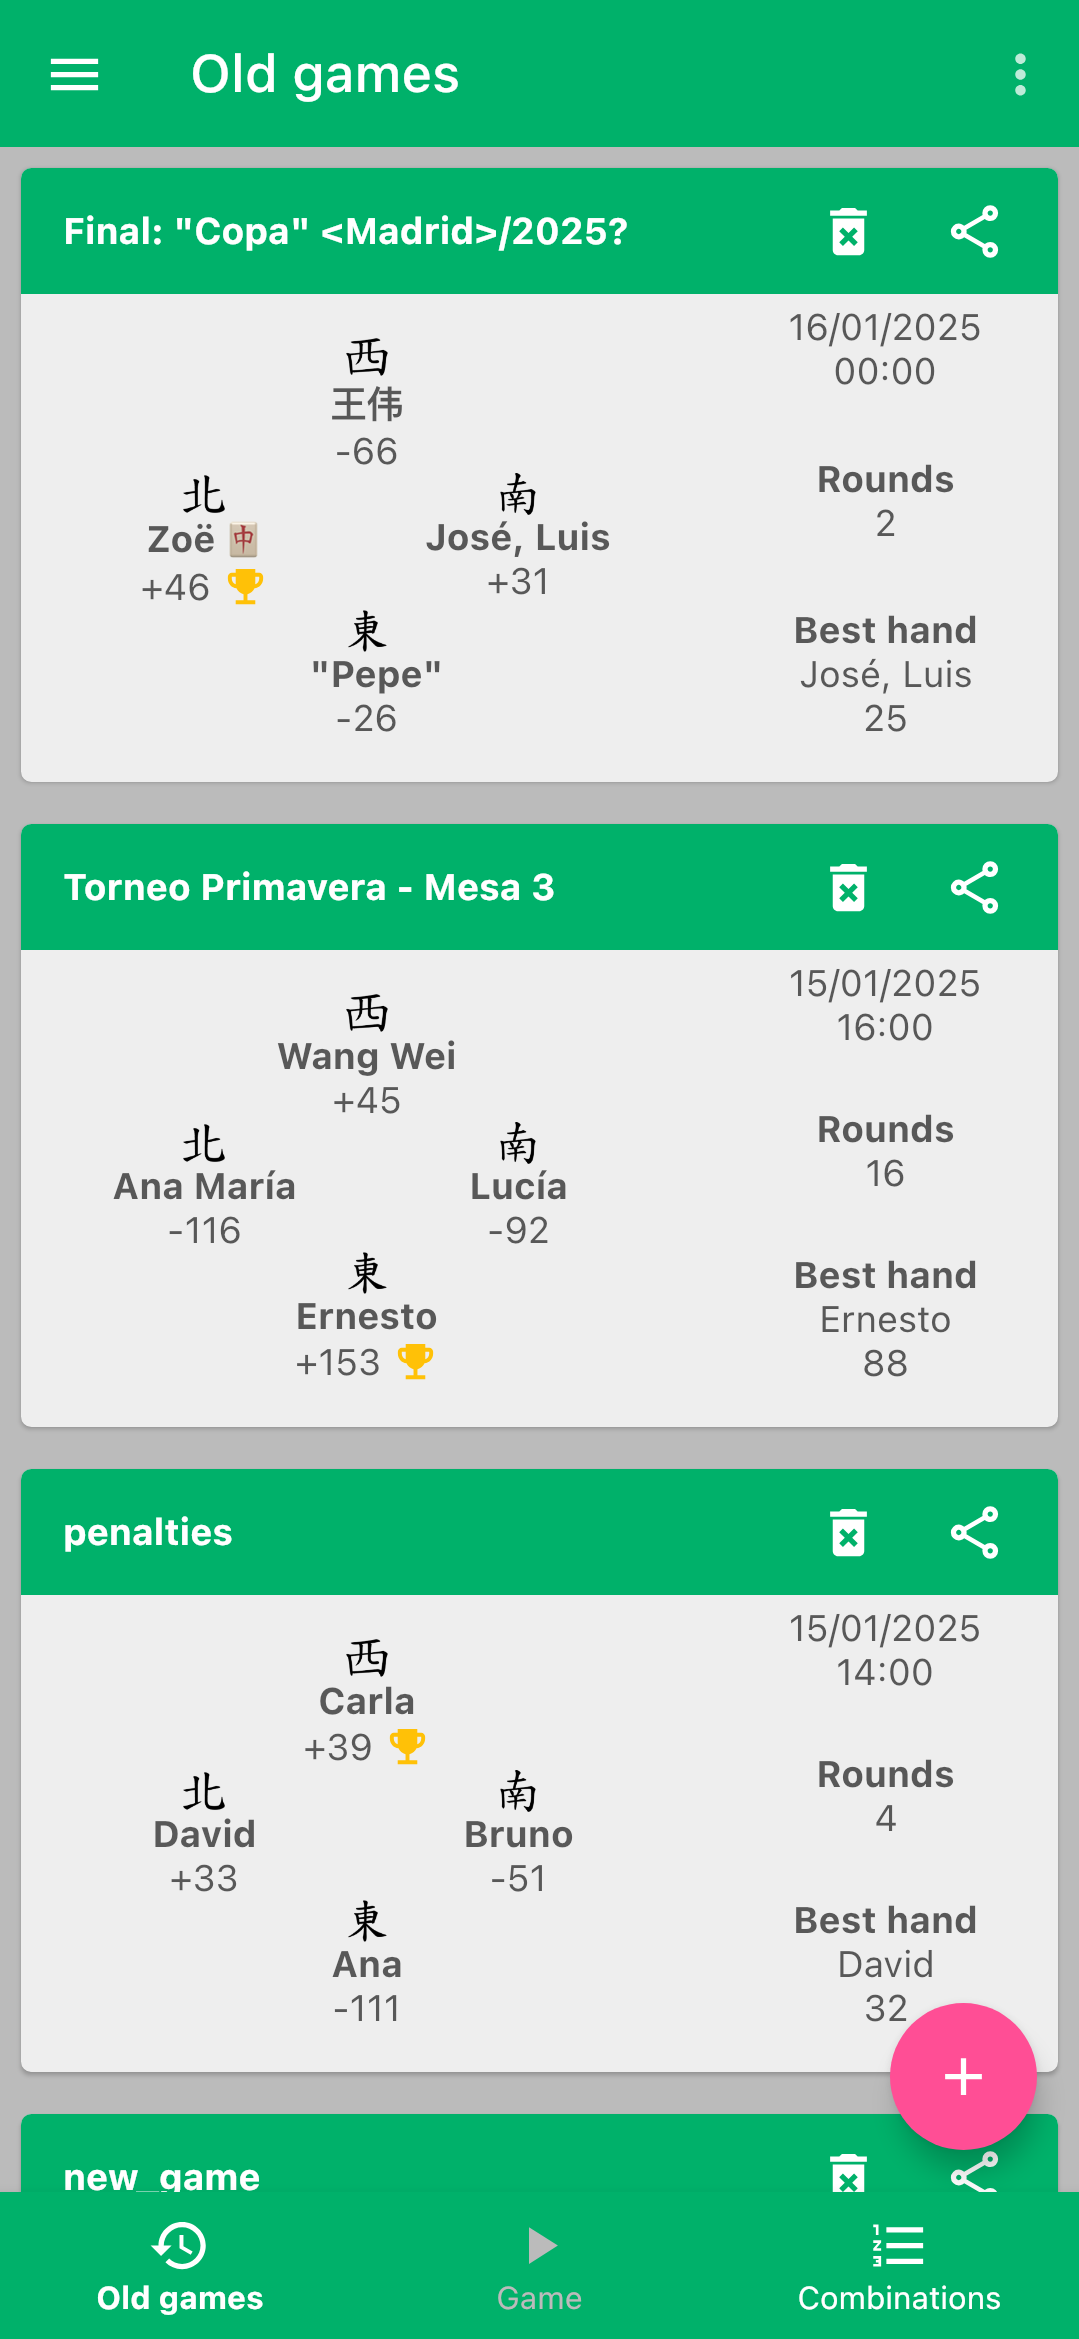 Old games
Final: "Copa" <Madrid>/2025?
西
王伟
-66
北
Zoë 🀄
+46
南
José, Luis
+31
東
"Pepe"
-26
16/01/2025
00:00
Rounds
2
Best hand
José, Luis
25
Torneo Primavera - Mesa 3
西
Wang Wei
+45
北
Ana María
-116
南
Lucía
-92
東
Ernesto
+153
15/01/2025
16:00
Rounds
16
Best hand
Ernesto
88
penalties
西
Carla
+39
北
David
+33
南
Bruno
-51
東
Ana
-111
15/01/2025
14:00
Rounds
4
Best hand
David
32
new_game
Old games
Game
Combinations